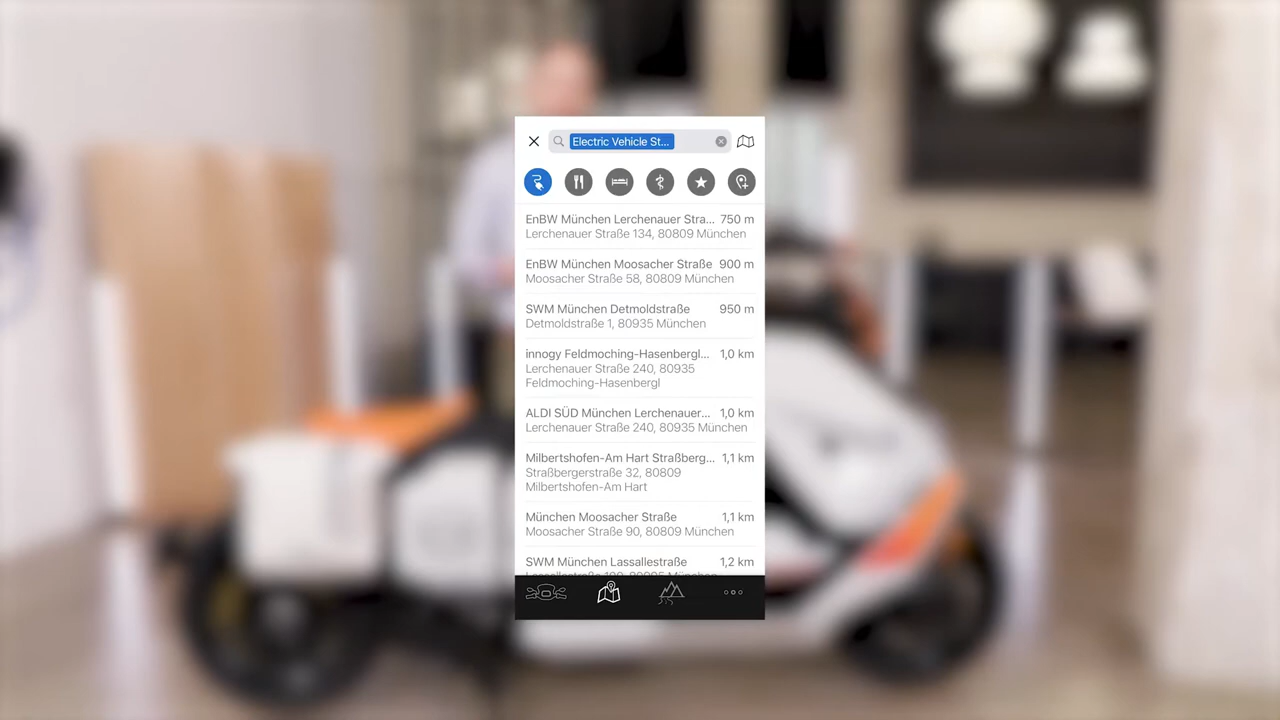 Electric Vehicle St...
EnBW München Lerchenauer Stra... 750 m
Lerchenauer Straße 134, 80809 München
EnBW München Moosacher Straße 900 m
Moosacher Straße 58, 80809 München
SWM München Detmoldstraße 950 m
Detmoldstraße 1, 80935 München
innogy Feldmoching-Hasenbergl... 1,0 km
Lerchenauer Straße 240, 80935
Feldmoching-Hasenbergl
ALDI SÜD München Lerchenauer... 1,0 km
Lerchenauer Straße 240, 80935 München
Milbertshofen-Am Hart Straßberg... 1,1 km
Straßbergerstraße 32, 80809
Milbertshofen-Am Hart
München Moosacher Straße 1,1 km
Moosacher Straße 90, 80809 München
SWM München Lassallestraße 1,2 km